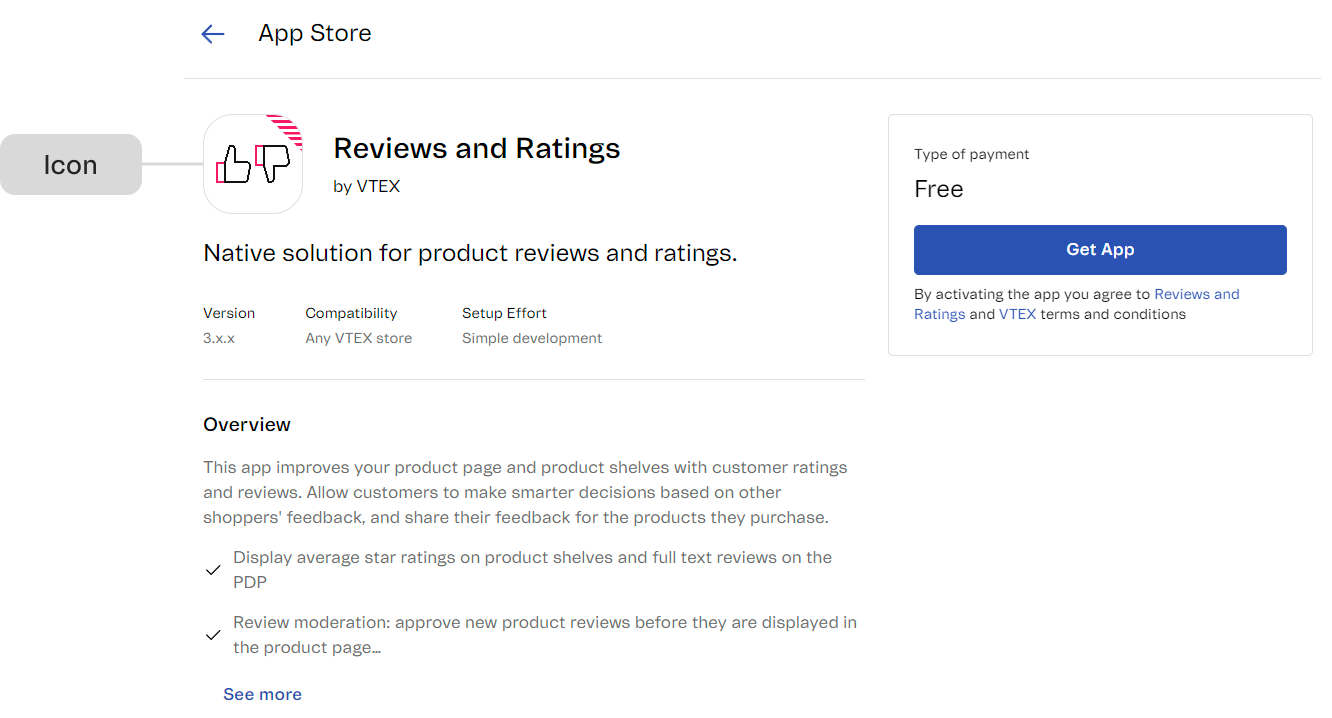 App Store
Icon
Reviews and Ratings
by VTEX
Native solution for product reviews and ratings.
Version
3.x.x
Compatibility
Any VTEX store
Setup Effort
Simple development
Type of payment
Free
Get App
By activating the app you agree to Reviews and
Ratings and VTEX terms and conditions
Overview
This app improves your product page and product shelves with customer ratings
and reviews. Allow customers to make smarter decisions based on other
shoppers' feedback, and share their feedback for the products they purchase.
Display average star ratings on product shelves and full text reviews on the
PDP
Review moderation: approve new product reviews before they are displayed in
the product page…
See more